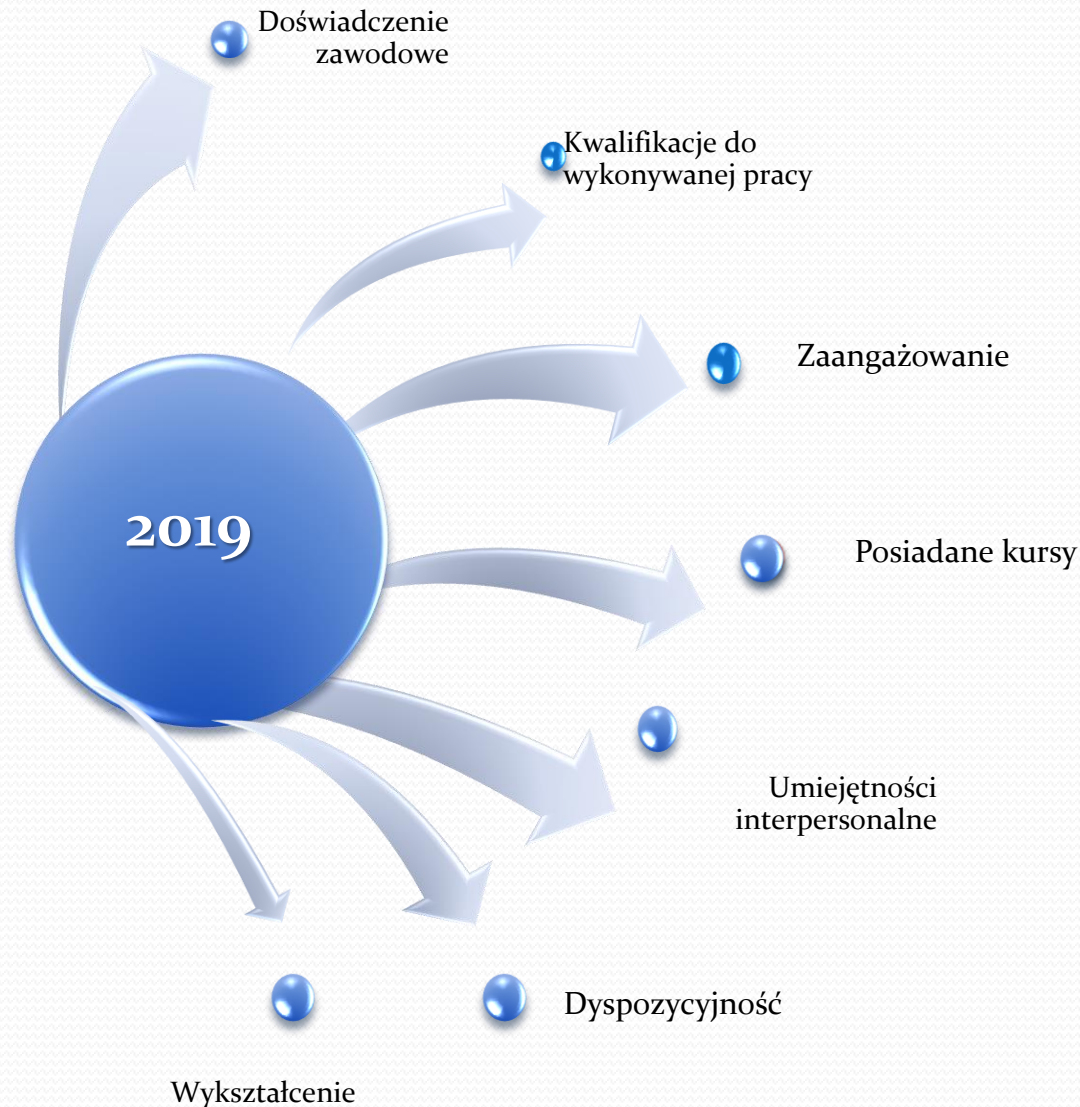 Doświadczenie
zawodowe
Kwalifikacje do
wykonywanej pracy
Zaangażowanie
2019
Posiadane kursy
Umiejętności
interpersonalne
Dyspozycyjność
Wykształcenie